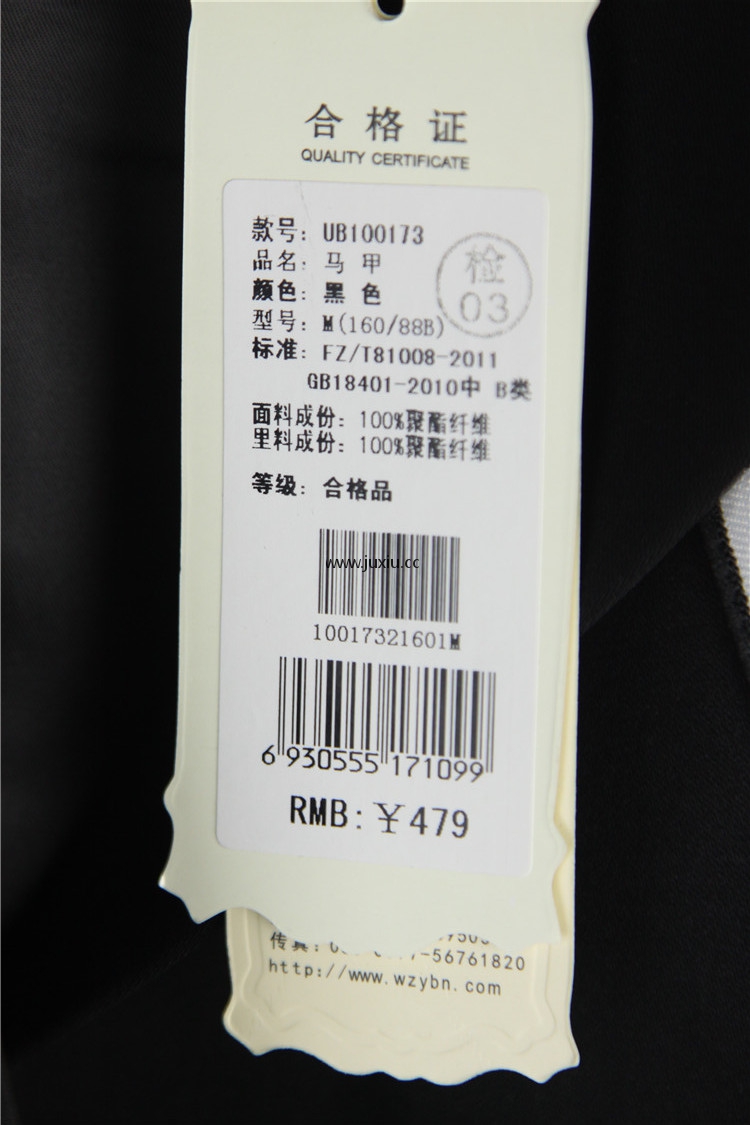 合格证
QUALITY CERTIFICATE
款号: UB100173
品名: 马 甲
颜色: 黑 色
型号: M(160/88B)
检
03
标准: FZ/T81008-2011
GB18401-2010中 B类
面料成份: 100%聚酯纤维
里料成份: 100%聚酯纤维
等级: 合格品
www.juxiu.cc
10017321601M
6 930555 171099
RMB:￥479
传真:
-56761820
http://www.wzybn.com